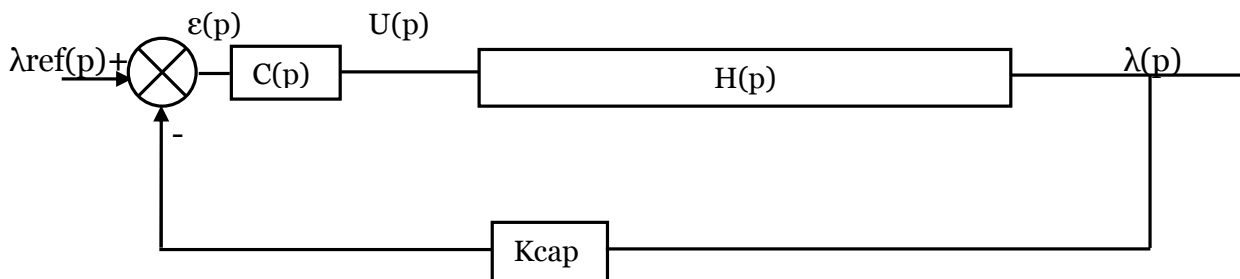 ε(p)
U(p)
λref(p)+
C(p)
H(p)
λ(p)
-
Kcap